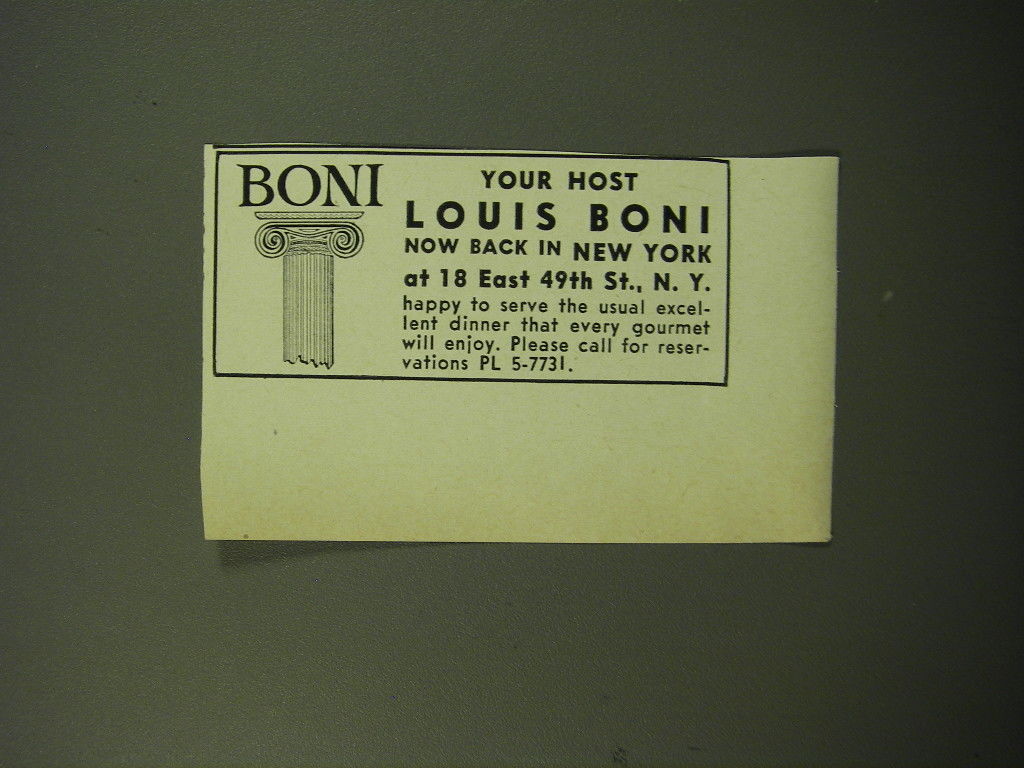 BONI
YOUR HOST
LOUIS BONI
NOW BACK IN NEW YORK
at 18 East 49th St., N. Y.
happy to serve the usual excel-
lent dinner that every gourmet
will enjoy. Please call for reser-
vations PL 5-7731.